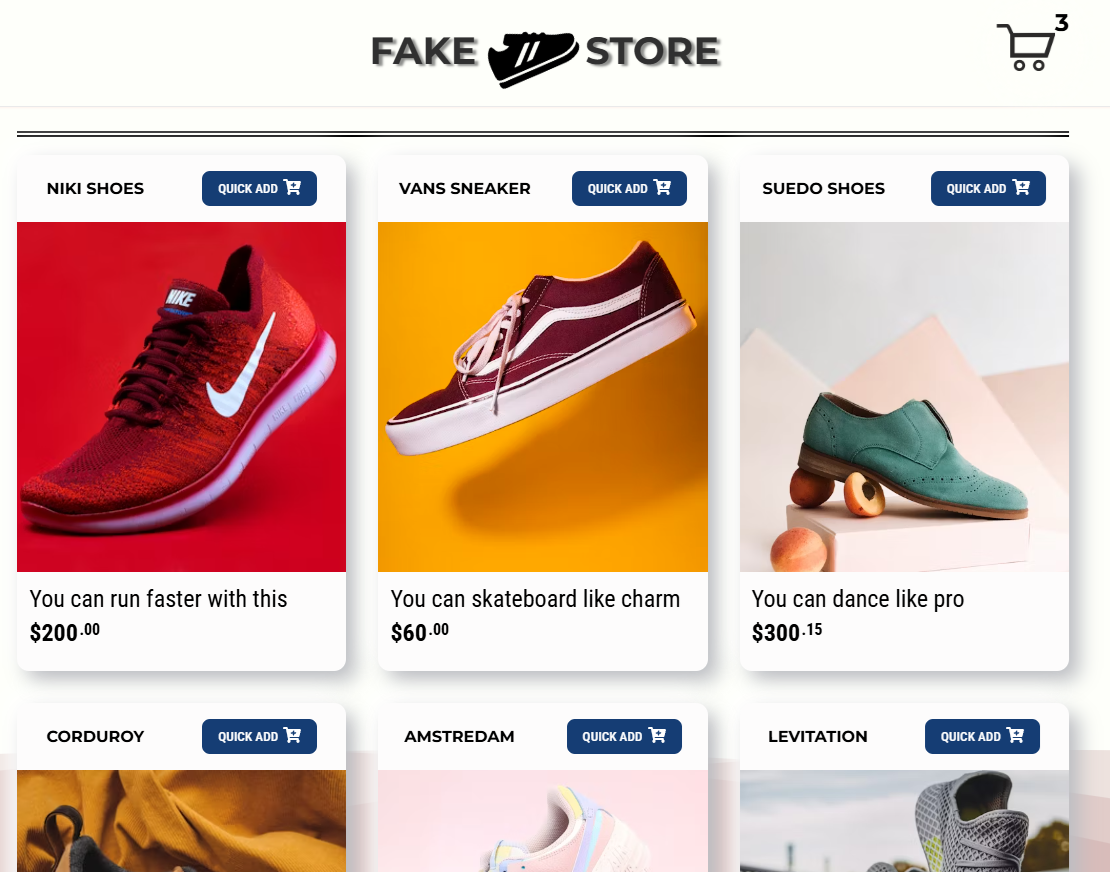 FAKE STORE
3
NIKI SHOES
QUICK ADD
VANS SNEAKER
QUICK ADD
SUEDO SHOES
QUICK ADD
NIKE
You can run faster with this
$200.00
You can skateboard like charm
$60.00
You can dance like pro
$300.15
CORDUROY
QUICK ADD
AMSTREDAM
QUICK ADD
LEVITATION
QUICK ADD